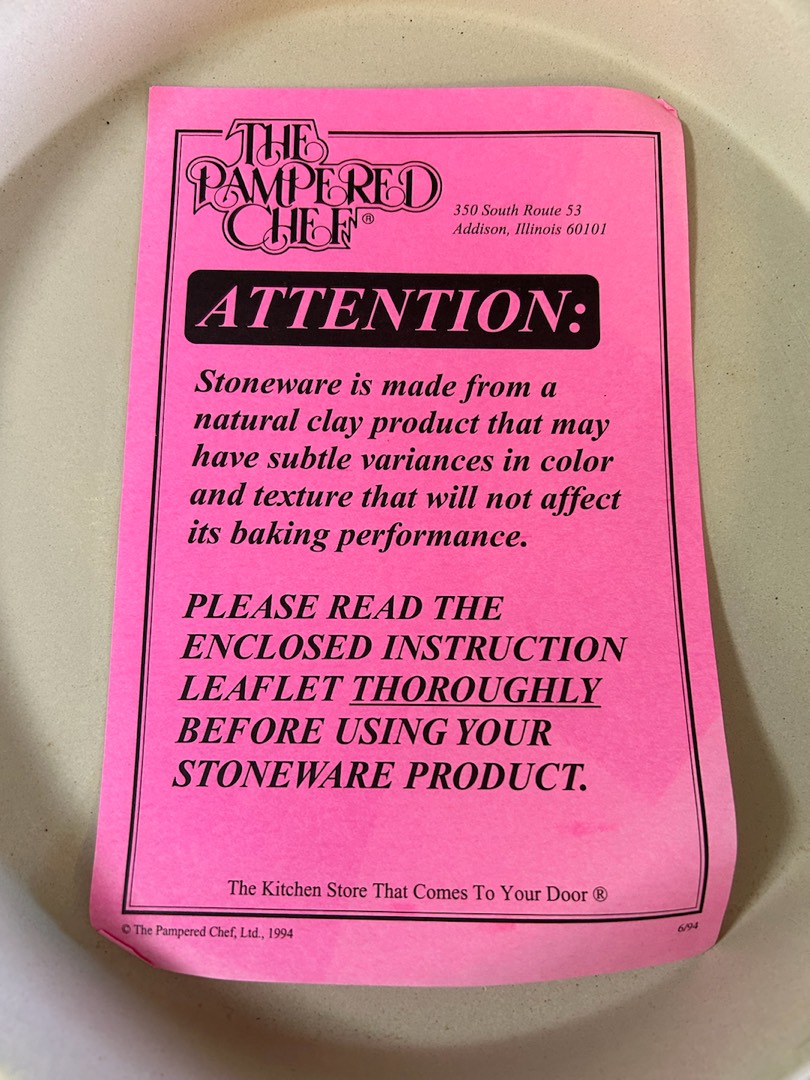 THE
PAMPERED
CHEF®
350 South Route 53
Addison, Illinois 60101
ATTENTION:
Stoneware is made from a
natural clay product that may
have subtle variances in color
and texture that will not affect
its baking performance.
PLEASE READ THE
ENCLOSED INSTRUCTION
LEAFLET THOROUGHLY
BEFORE USING YOUR
STONEWARE PRODUCT.
The Kitchen Store That Comes To Your Door ®
© The Pampered Chef, Ltd., 1994
6/94